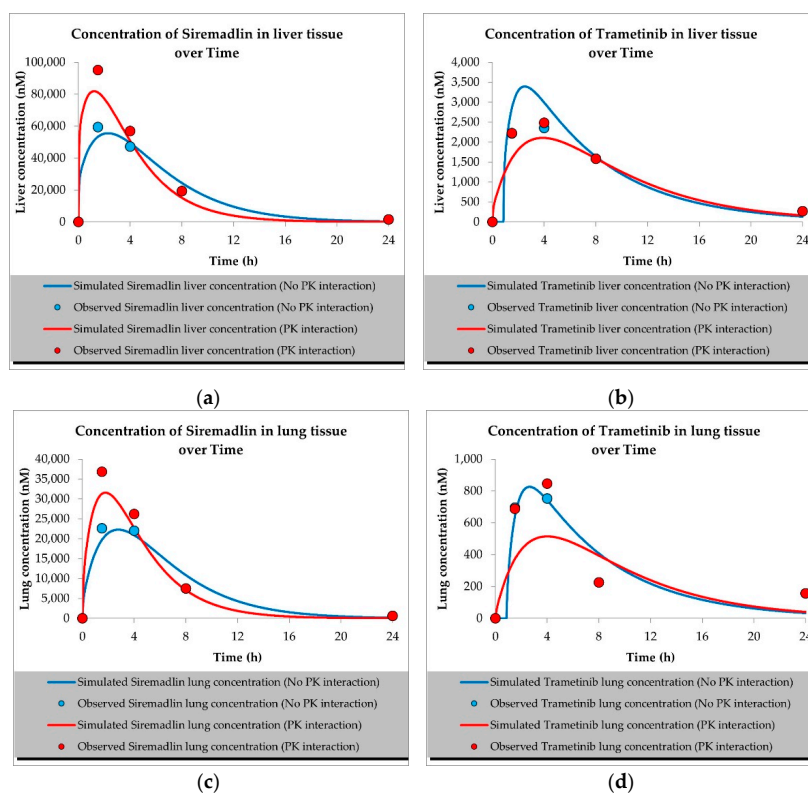 Concentration of Siremadlin in liver tissue
over Time
Liver concentration (nM)
100,000
90,000
80,000
70,000
60,000
50,000
40,000
30,000
20,000
10,000
0
0 4 8 12 16 20 24
Time (h)
Simulated Siremadlin liver concentration (No PK interaction)
Observed Siremadlin liver concentration (No PK interaction)
Simulated Siremadlin liver concentration (PK interaction)
Observed Siremadlin liver concentration (PK interaction)
(a)
Concentration of Trametinib in liver tissue
over Time
Liver concentration (nM)
4,000
3,500
3,000
2,500
2,000
1,500
1,000
500
0
0 4 8 12 16 20 24
Time (h)
Simulated Trametinib liver concentration (No PK interaction)
Observed Trametinib liver concentration (No PK interaction)
Simulated Trametinib liver concentration (PK interaction)
Observed Trametinib liver concentration (PK interaction)
(b)
Concentration of Siremadlin in lung tissue
over Time
Lung concentration (nM)
40,000
35,000
30,000
25,000
20,000
15,000
10,000
5,000
0
0 4 8 12 16 20 24
Time (h)
Simulated Siremadlin lung concentration (No PK interaction)
Observed Siremadlin lung concentration (No PK interaction)
Simulated Siremadlin lung concentration (PK interaction)
Observed Siremadlin lung concentration (PK interaction)
(c)
Concentration of Trametinib in lung tissue
over Time
Lung concentration (nM)
1,000
800
600
400
200
0
0 4 8 12 16 20 24
Time (h)
Simulated Trametinib lung concentration (No PK interaction)
Observed Trametinib lung concentration (No PK interaction)
Simulated Trametinib lung concentration (PK interaction)
Observed Trametinib lung concentration (PK interaction)
(d)